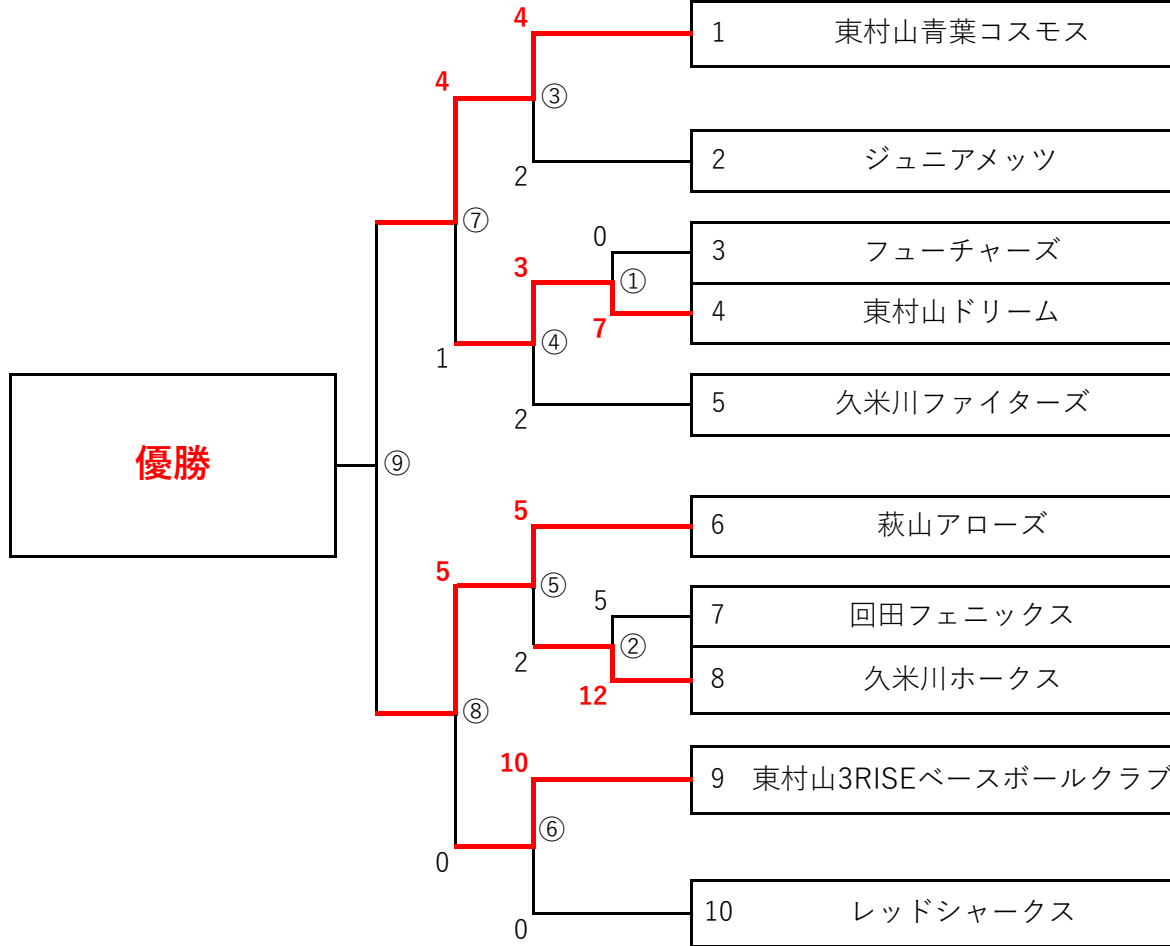 4
1 東村山青葉コスモス
4
③
2
2 ジュニアメッツ
⑦
0
3 フューチャーズ
3
①
7
4 東村山ドリーム
1
④
2
5 久米川ファイターズ
優勝
⑨
5
6 萩山アローズ
5
⑤
5
7 回田フェニックス
2
②
12
8 久米川ホークス
⑧
10
9 東村山3RISEベースボールクラブ
0
⑥
0
10 レッドシャークス